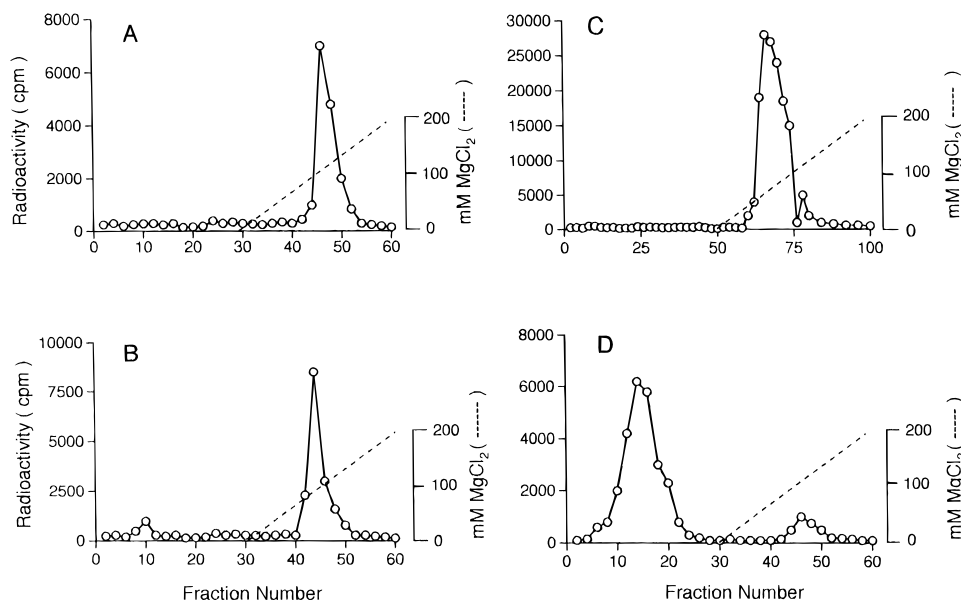 A
8000
6000
4000
2000
0
Radioactivity ( cpm )
0 10 20 30 40 50 60
200
100
0
mM MgCl2 ( ----- )
C
30000
25000
20000
15000
10000
5000
0
0 25 50 75 100
200
100
0
mM MgCl2 ( ----- )
B
10000
7500
5000
2500
0
Radioactivity ( cpm )
0 10 20 30 40 50 60
200
100
0
mM MgCl2 ( ----- )
Fraction Number
D
8000
6000
4000
2000
0
0 10 20 30 40 50 60
200
100
0
mM MgCl2 ( ----- )
Fraction Number